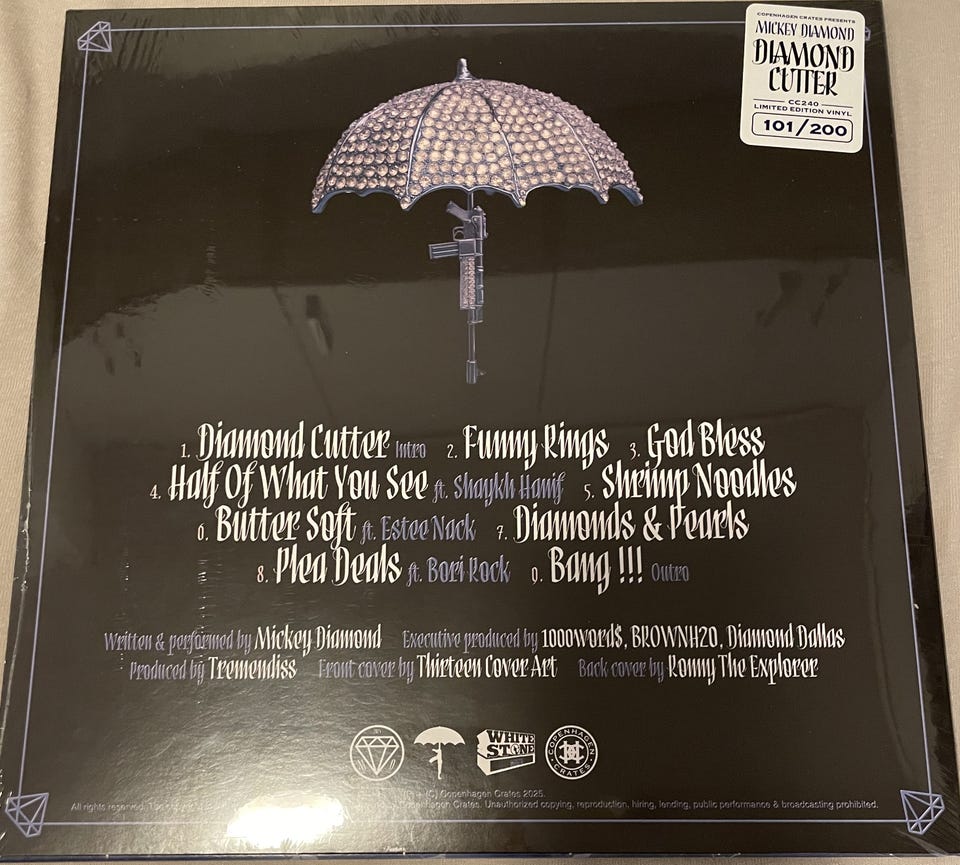 COPENHAGEN CRATES PRESENTS
MICKEY DIAMOND
DIAMOND
CUTTER
CC240
LIMITED EDITION VINYL
101/200
1. Diamond Cutter Intro 2. Funny Rings 3. God Bless
4. Half Of What You See ft. Shaykh Hanif 5. Shrimp Noodles
6. Butter Soft ft. Estee Nack 7. Diamonds & Pearls
8. Plea Deals ft. Bori Rock 9. Bang !!! Outro
Written & performed by Mickey Diamond Executive produced by 1000word$, BROWNH20, Diamond Dallas
Produced by Tremendiss Front cover by Thirteen Cover Art Back cover by Ronny The Explorer
WHITE
STONE
COPENHAGEN
CRATES
(C) Copenhagen Crates 2025.
All rights reserved. The Copenhagen Crates. Unauthorized copying, reproduction, hiring, lending, public performance & broadcasting prohibited.